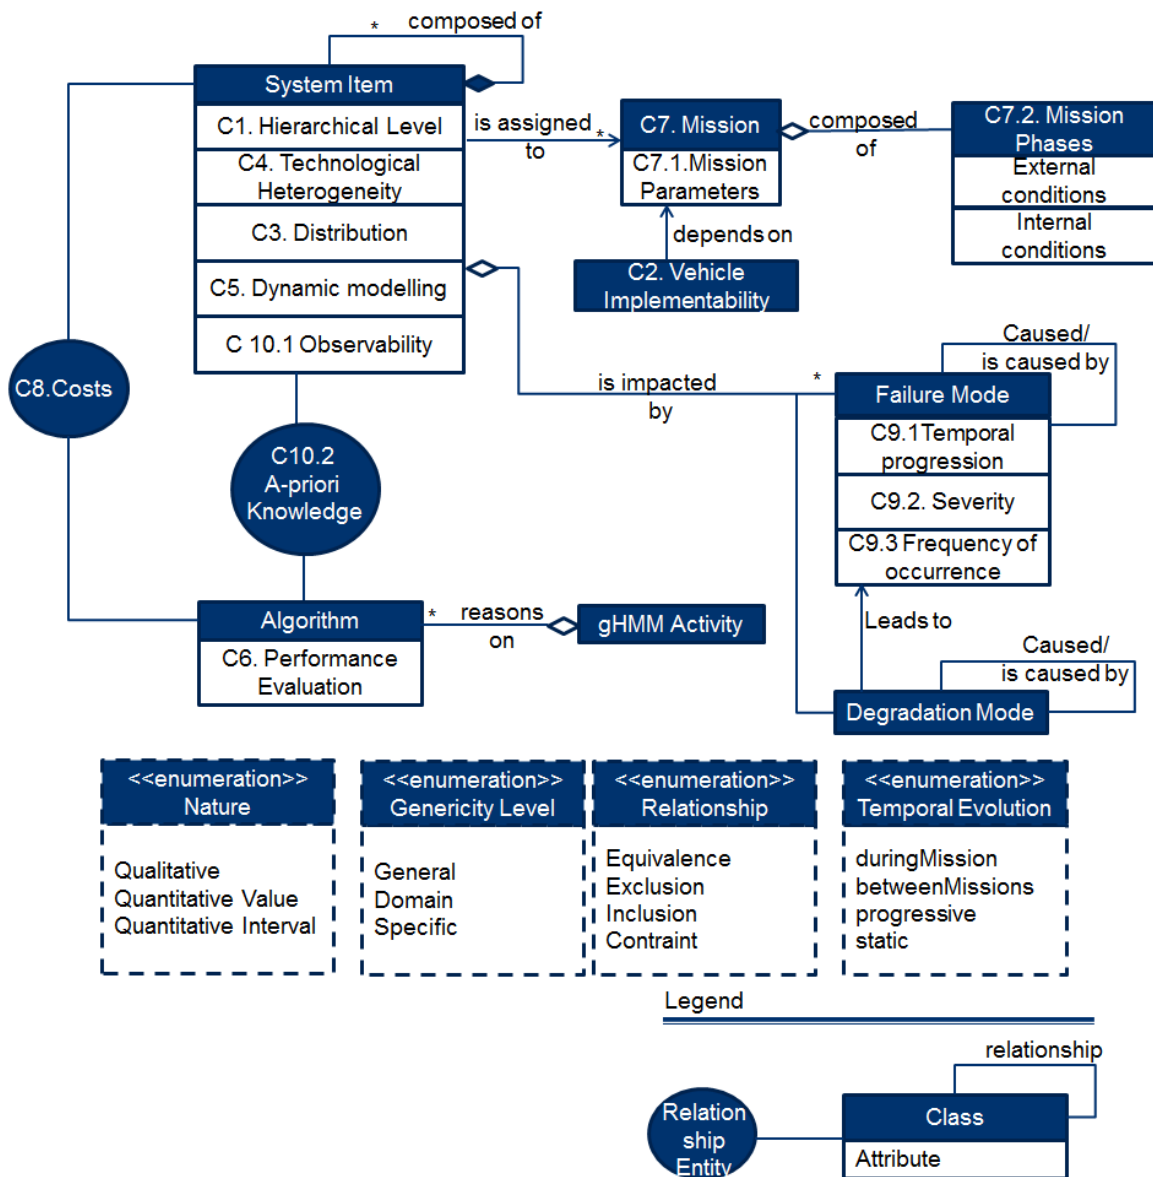 * composed of
System Item
C1. Hierarchical Level
C4. Technological
Heterogeneity
C3. Distribution
C5. Dynamic modelling
C 10.1 Observability
is assigned
to
*
C7. Mission
C7.1.Mission
Parameters
composed
of
C7.2. Mission
Phases
External
conditions
Internal
conditions
depends on
C2. Vehicle
Implementability
C8.Costs
is impacted
by
*
Caused/
is caused by
Failure Mode
C9.1Temporal
progression
C9.2. Severity
C9.3 Frequency of
occurrence
C10.2
A-priori
Knowledge
Algorithm
C6. Performance
Evaluation
* reasons
on
gHMM Activity
Leads to
Caused/
is caused by
Degradation Mode
<<enumeration>>
Nature
Qualitative
Quantitative Value
Quantitative Interval
<<enumeration>>
Genericity Level
General
Domain
Specific
<<enumeration>>
Relationship
Equivalence
Exclusion
Inclusion
Contraint
<<enumeration>>
Temporal Evolution
duringMission
betweenMissions
progressive
static
Legend
relationship
Relation
ship
Entity
Class
Attribute